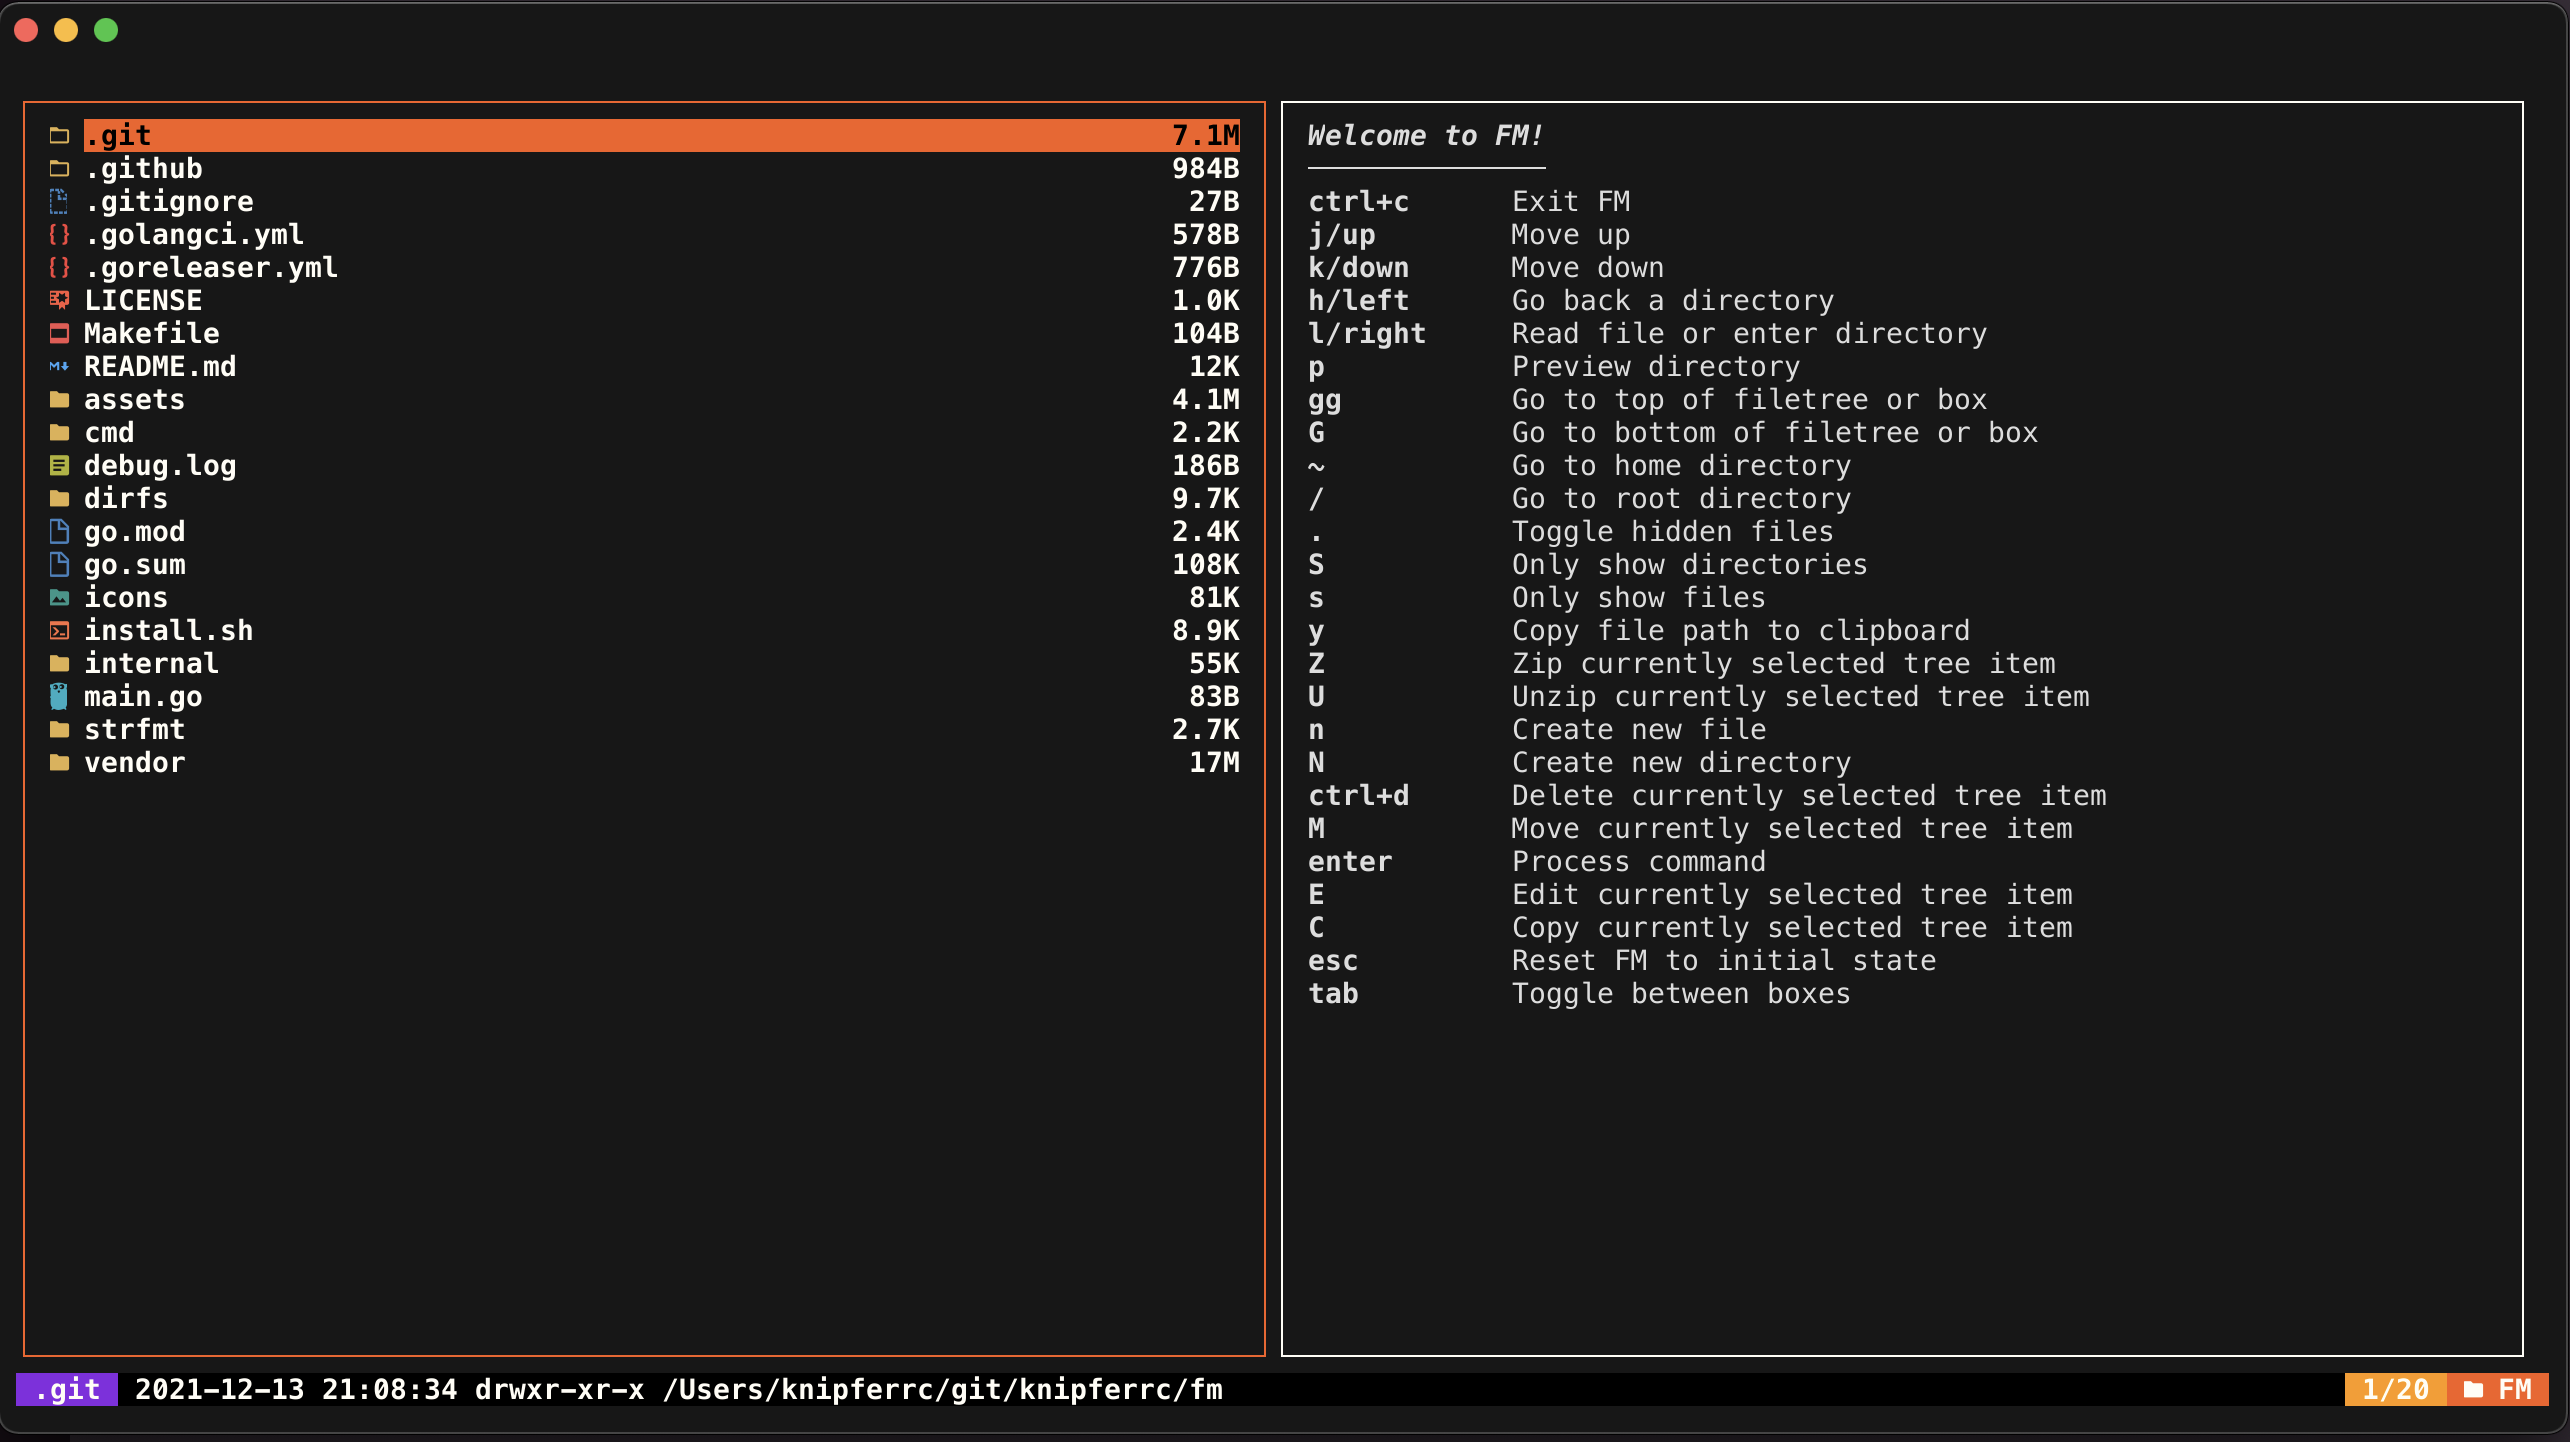 .git 7.1M
.github 984B
.gitignore 27B
.golangci.yml 578B
.goreleaser.yml 776B
LICENSE 1.0K
Makefile 104B
README.md 12K
assets 4.1M
cmd 2.2K
debug.log 186B
dirfs 9.7K
go.mod 2.4K
go.sum 108K
icons 81K
install.sh 8.9K
internal 55K
main.go 83B
strfmt 2.7K
vendor 17M
Welcome to FM!
ctrl+c Exit FM
j/up Move up
k/down Move down
h/left Go back a directory
l/right Read file or enter directory
p Preview directory
gg Go to top of filetree or box
G Go to bottom of filetree or box
~ Go to home directory
/ Go to root directory
. Toggle hidden files
S Only show directories
s Only show files
y Copy file path to clipboard
Z Zip currently selected tree item
U Unzip currently selected tree item
n Create new file
N Create new directory
ctrl+d Delete currently selected tree item
M Move currently selected tree item
enter Process command
E Edit currently selected tree item
C Copy currently selected tree item
esc Reset FM to initial state
tab Toggle between boxes
.git 2021-12-13 21:08:34 drwxr-xr-x /Users/knipferrc/git/knipferrc/fm 1/20 FM